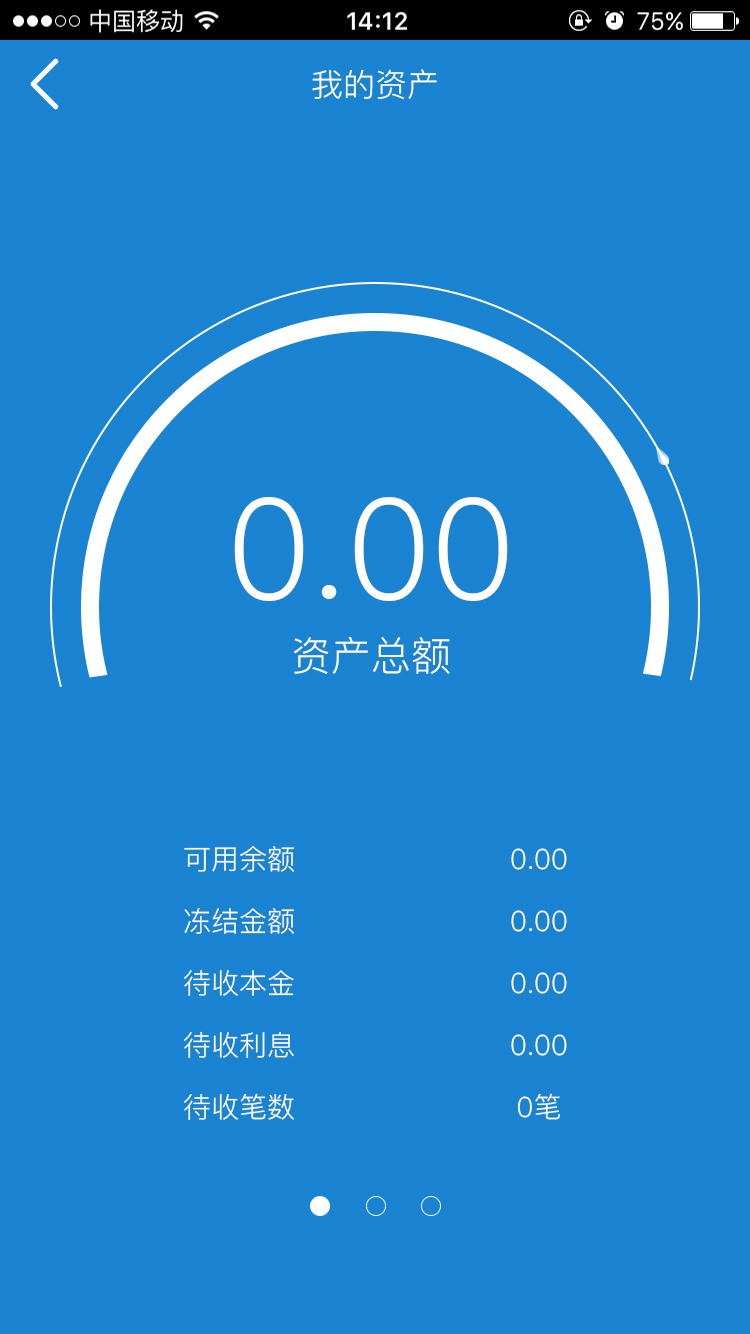 中国移动 14:12 75%
我的资产
0.00
资产总额
可用余额 0.00
冻结金额 0.00
待收本金 0.00
待收利息 0.00
待收笔数 0笔